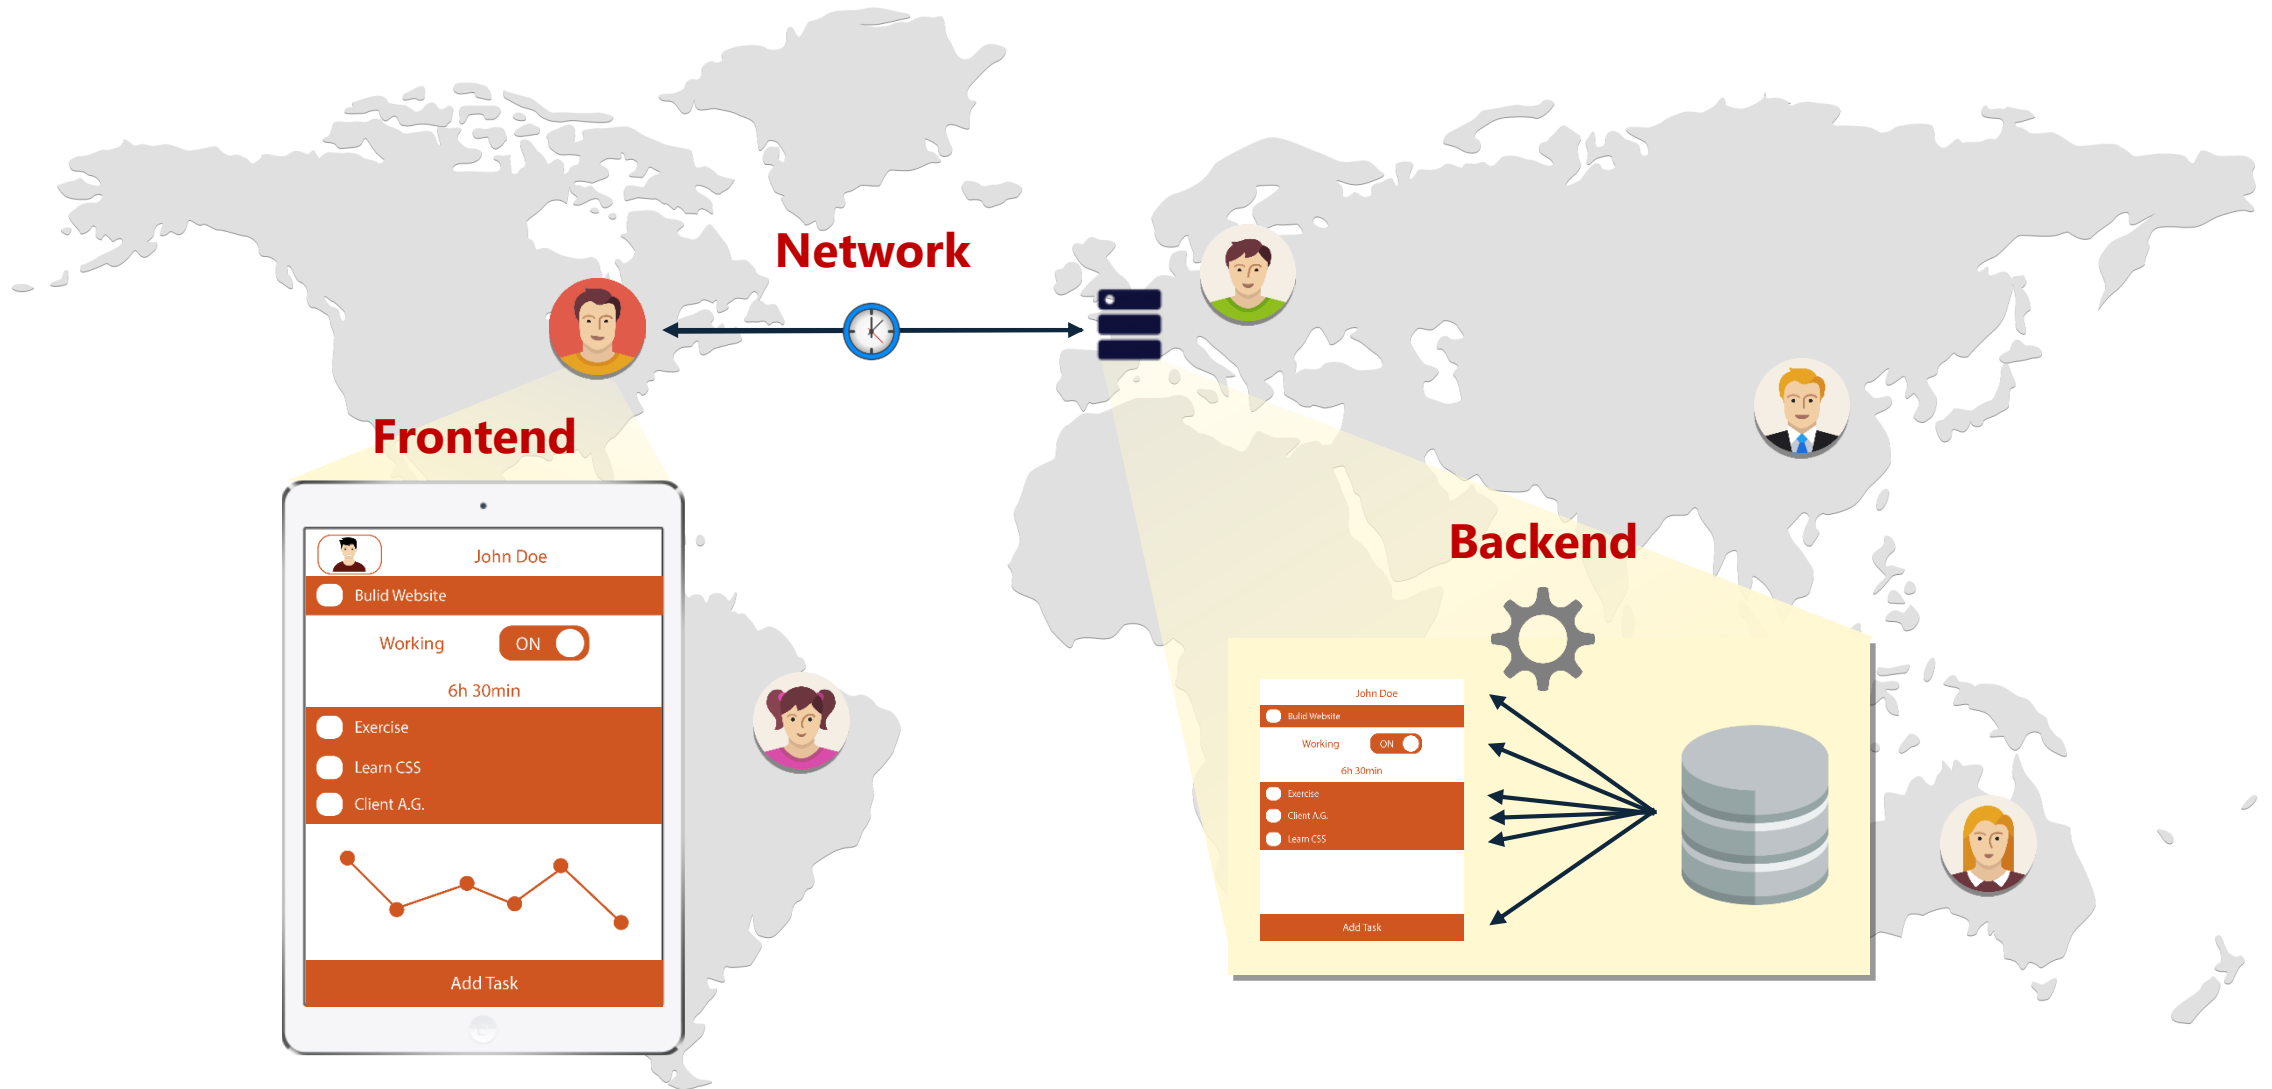 Network
Frontend
John Doe
Bulid Website
Working ON
6h 30min
Exercise
Learn CSS
Client A.G.
Add Task
Backend
John Doe
Bulid Website
Working ON
6h 30min
Exercise
Client A.G.
Learn CSS
Add Task